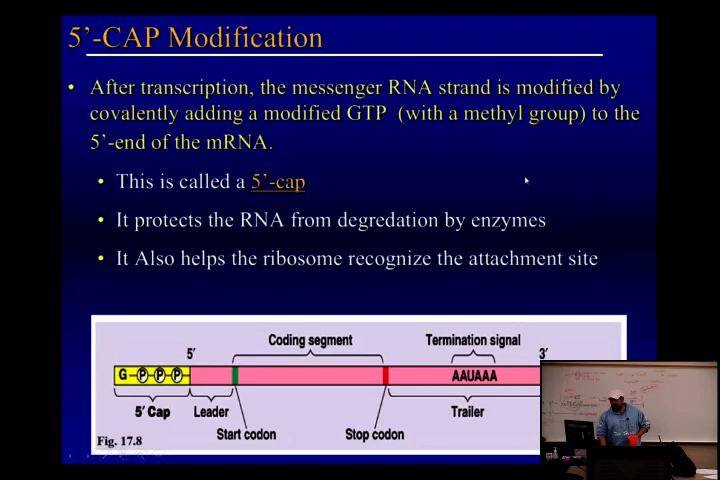 5’-CAP Modification
• After transcription, the messenger RNA strand is modified by
covalently adding a modified GTP (with a methyl group) to the
5’-end of the mRNA.
• This is called a 5’-cap
• It protects the RNA from degredation by enzymes
• It Also helps the ribosome recognize the attachment site
Coding segment Termination signal
5′ 3′
G P P P AAUAAA
5′ Cap Leader Trailer
Start codon Stop codon
Fig. 17.8